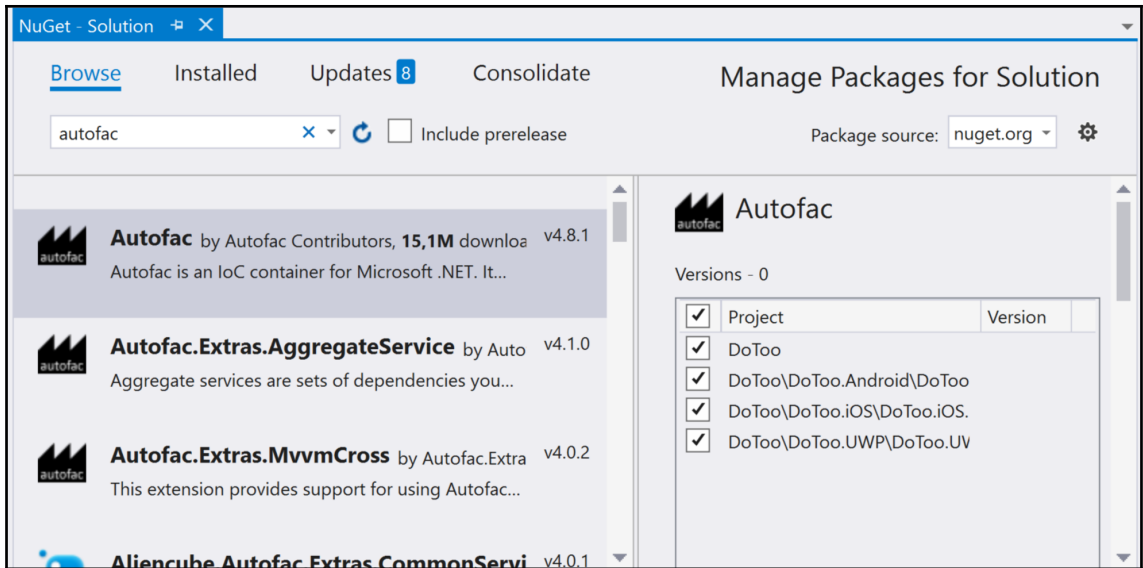 NuGet - Solution
Browse Installed Updates 8 Consolidate
Manage Packages for Solution
autofac
Include prerelease
Package source: nuget.org
autofac
Autofac by Autofac Contributors, 15,1M downloa v4.8.1
Autofac is an IoC container for Microsoft .NET. It...
autofac
Autofac.Extras.AggregateService by Auto v4.1.0
Aggregate services are sets of dependencies you...
autofac
Autofac.Extras.MvvmCross by Autofac.Extra v4.0.2
This extension provides support for using Autofac...
Aliencube.Autofac.Extras.CommonServi v4.0.1
autofac
Autofac
Versions - 0
Project Version
DoToo
DoToo\DoToo.Android\DoToo
DoToo\DoToo.iOS\DoToo.iOS.
DoToo\DoToo.UWP\DoToo.UW